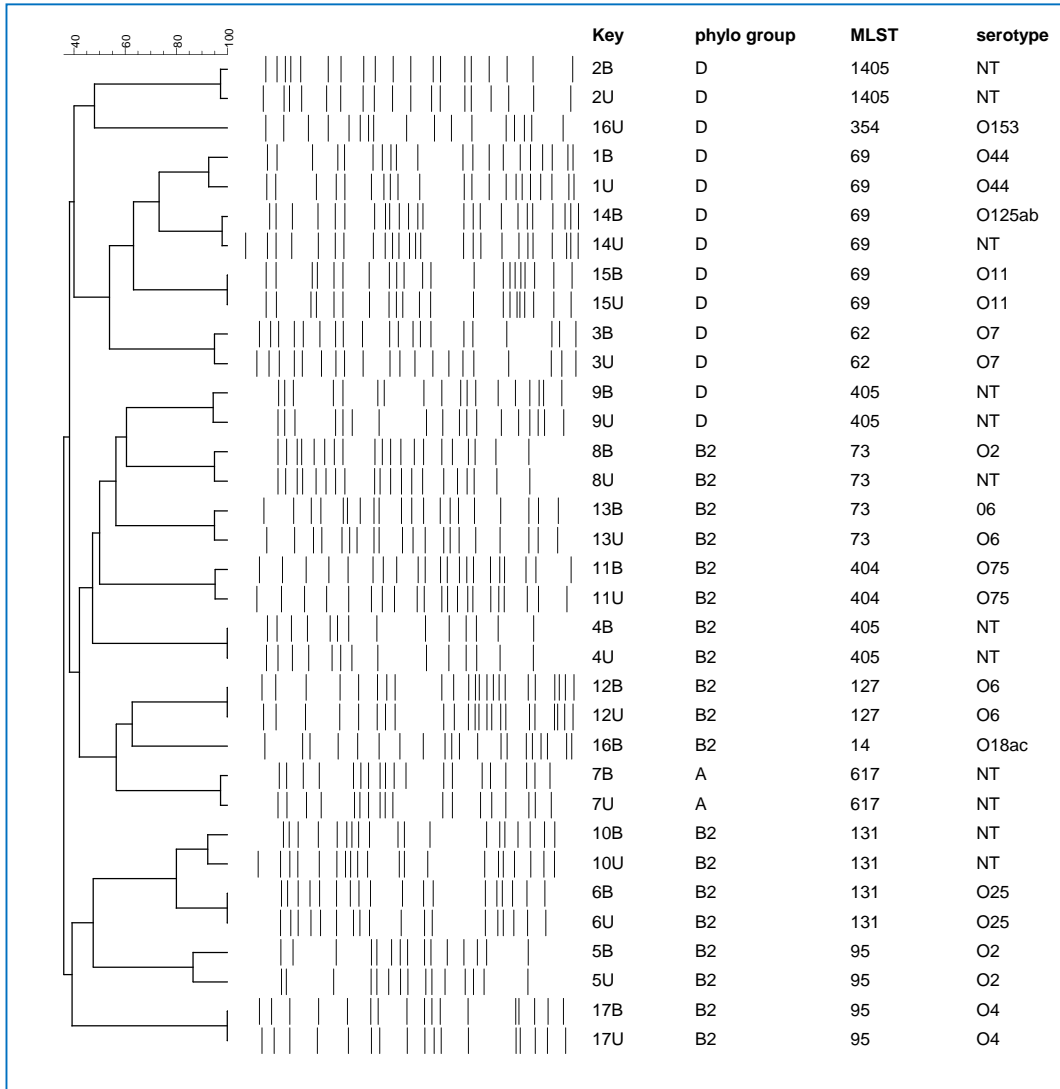 40 60 80 100
Key phylo group MLST serotype
2B D 1405 NT
2U D 1405 NT
16U D 354 O153
1B D 69 O44
1U D 69 O44
14B D 69 O125ab
14U D 69 NT
15B D 69 O11
15U D 69 O11
3B D 62 O7
3U D 62 O7
9B D 405 NT
9U D 405 NT
8B B2 73 O2
8U B2 73 NT
13B B2 73 06
13U B2 73 O6
11B B2 404 O75
11U B2 404 O75
4B B2 405 NT
4U B2 405 NT
12B B2 127 O6
12U B2 127 O6
16B B2 14 O18ac
7B A 617 NT
7U A 617 NT
10B B2 131 NT
10U B2 131 NT
6B B2 131 O25
6U B2 131 O25
5B B2 95 O2
5U B2 95 O2
17B B2 95 O4
17U B2 95 O4